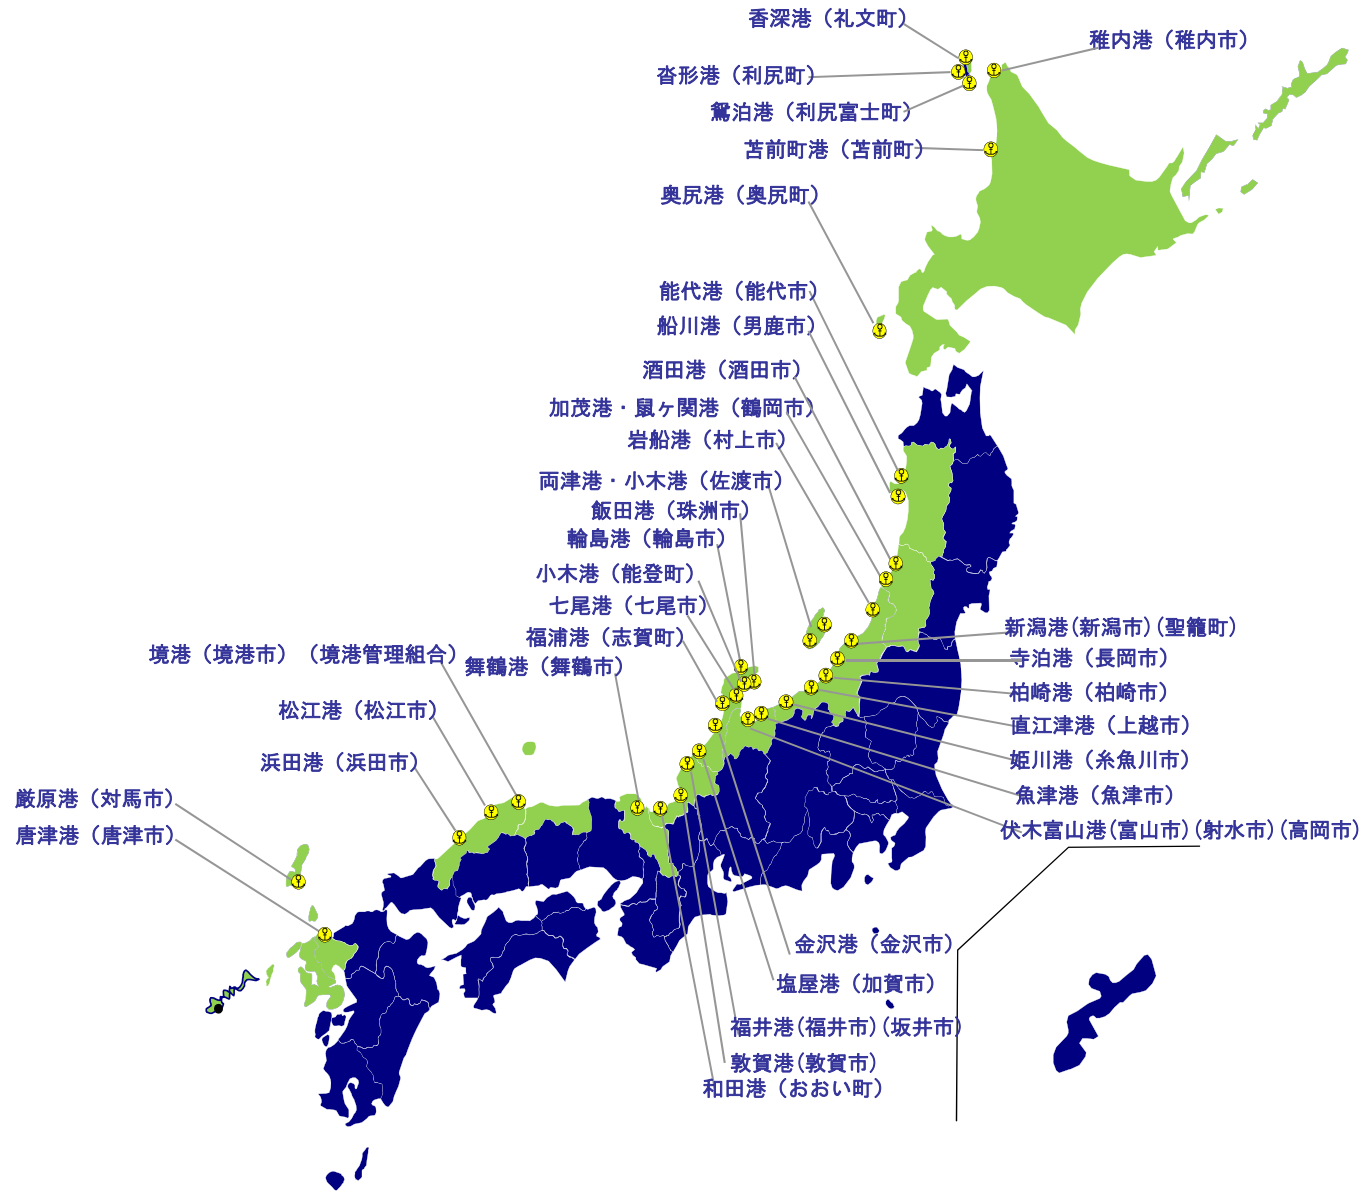 香深港（礼文町）
稚内港（稚内市）
沓形港（利尻町）
鴛泊港（利尻富士町）
苫前町港（苫前町）
奥尻港（奥尻町）
能代港（能代市）
船川港（男鹿市）
酒田港（酒田市）
加茂港・鼠ヶ関港（鶴岡市）
岩船港（村上市）
両津港・小木港（佐渡市）
飯田港（珠洲市）
輪島港（輪島市）
小木港（能登町）
七尾港（七尾市）
福浦港（志賀町）
舞鶴港（舞鶴市）
境港（境港市）（境港管理組合）
松江港（松江市）
浜田港（浜田市）
厳原港（対馬市）
唐津港（唐津市）
新潟港(新潟市)(聖籠町)
寺泊港（長岡市）
柏崎港（柏崎市）
直江津港（上越市）
姫川港（糸魚川市）
魚津港（魚津市）
伏木富山港(富山市)(射水市)(高岡市)
金沢港（金沢市）
塩屋港（加賀市）
福井港(福井市)(坂井市)
敦賀港(敦賀市)
和田港（おおい町）